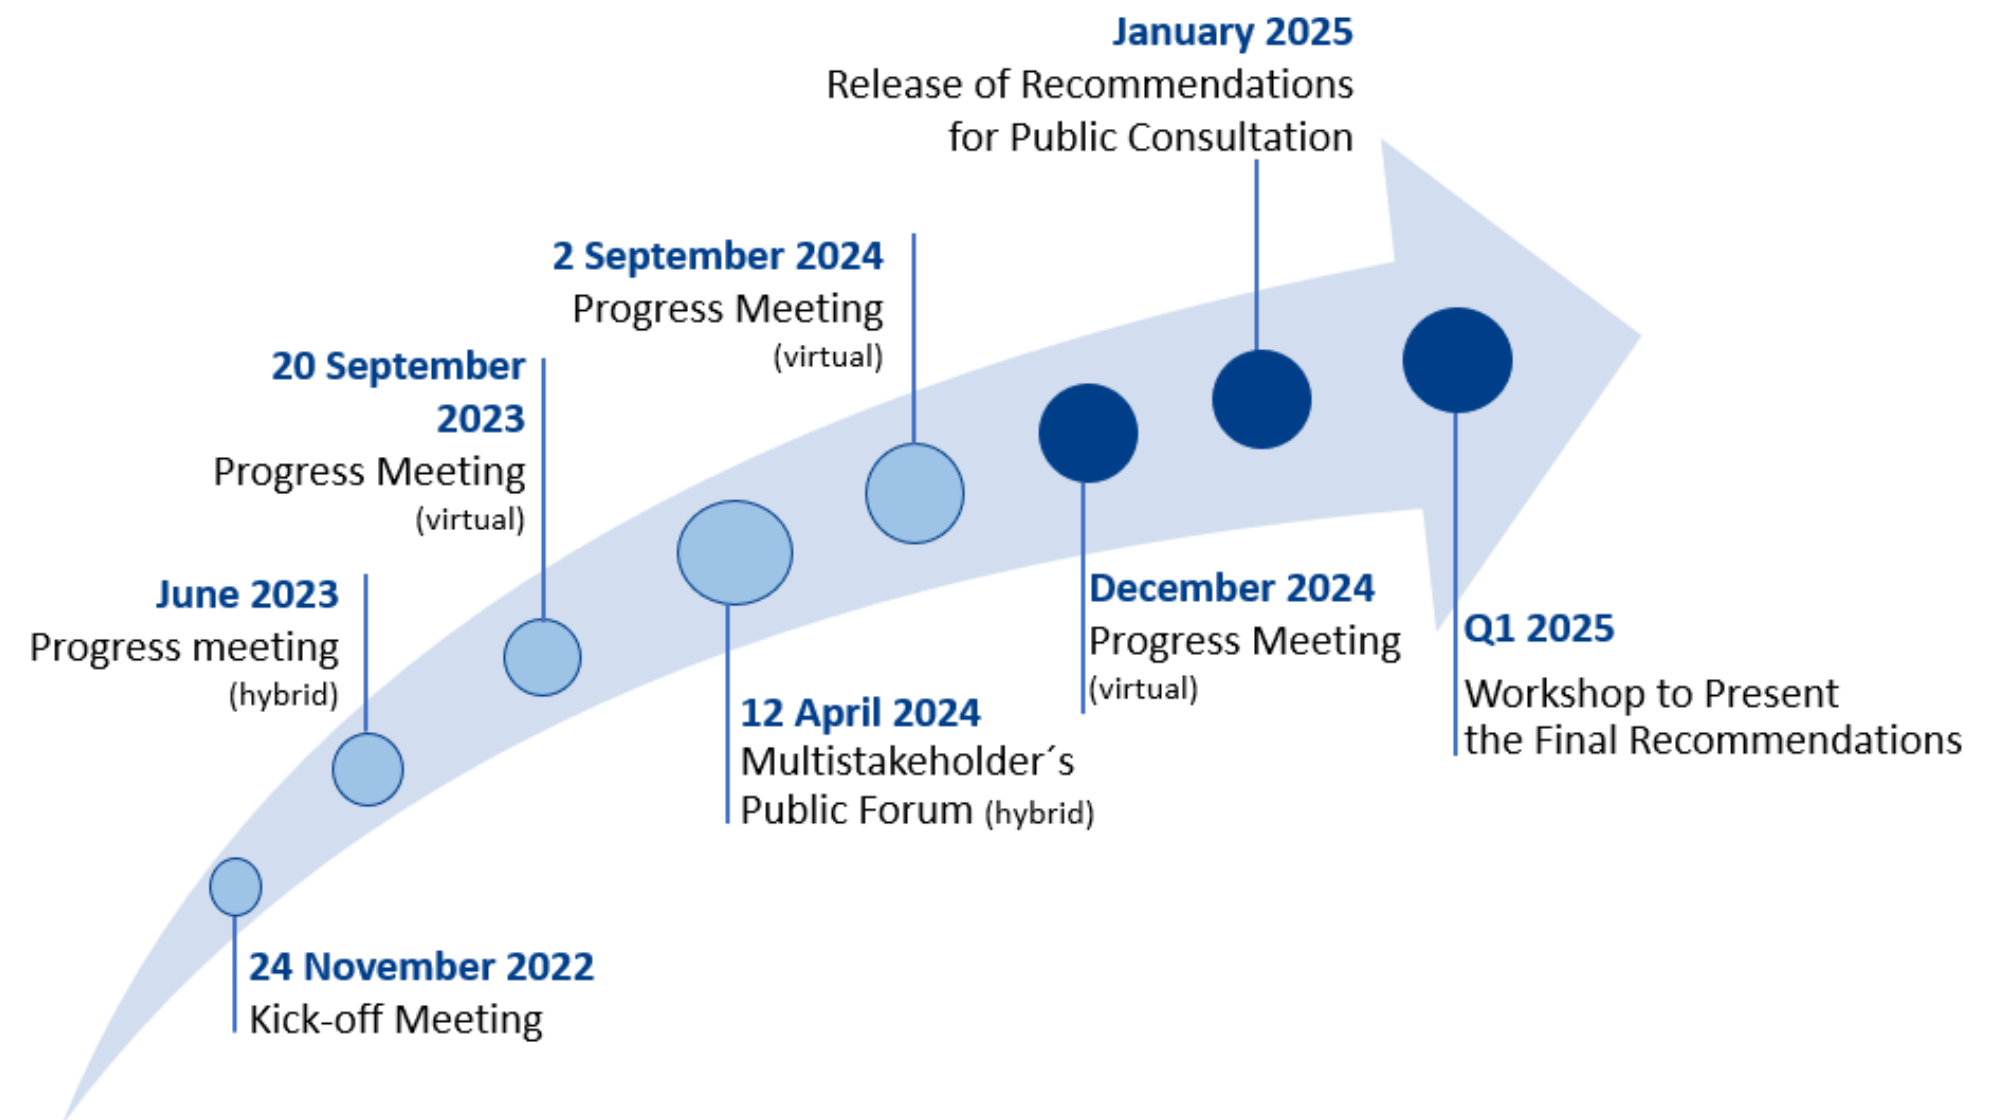 January 2025
Release of Recommendations
for Public Consultation
2 September 2024
Progress Meeting
(virtual)
20 September
2023
Progress Meeting
(virtual)
June 2023
Progress meeting
(hybrid)
December 2024
Progress Meeting
(virtual)
Q1 2025
Workshop to Present
the Final Recommendations
12 April 2024
Multistakeholder´s
Public Forum (hybrid)
24 November 2022
Kick-off Meeting